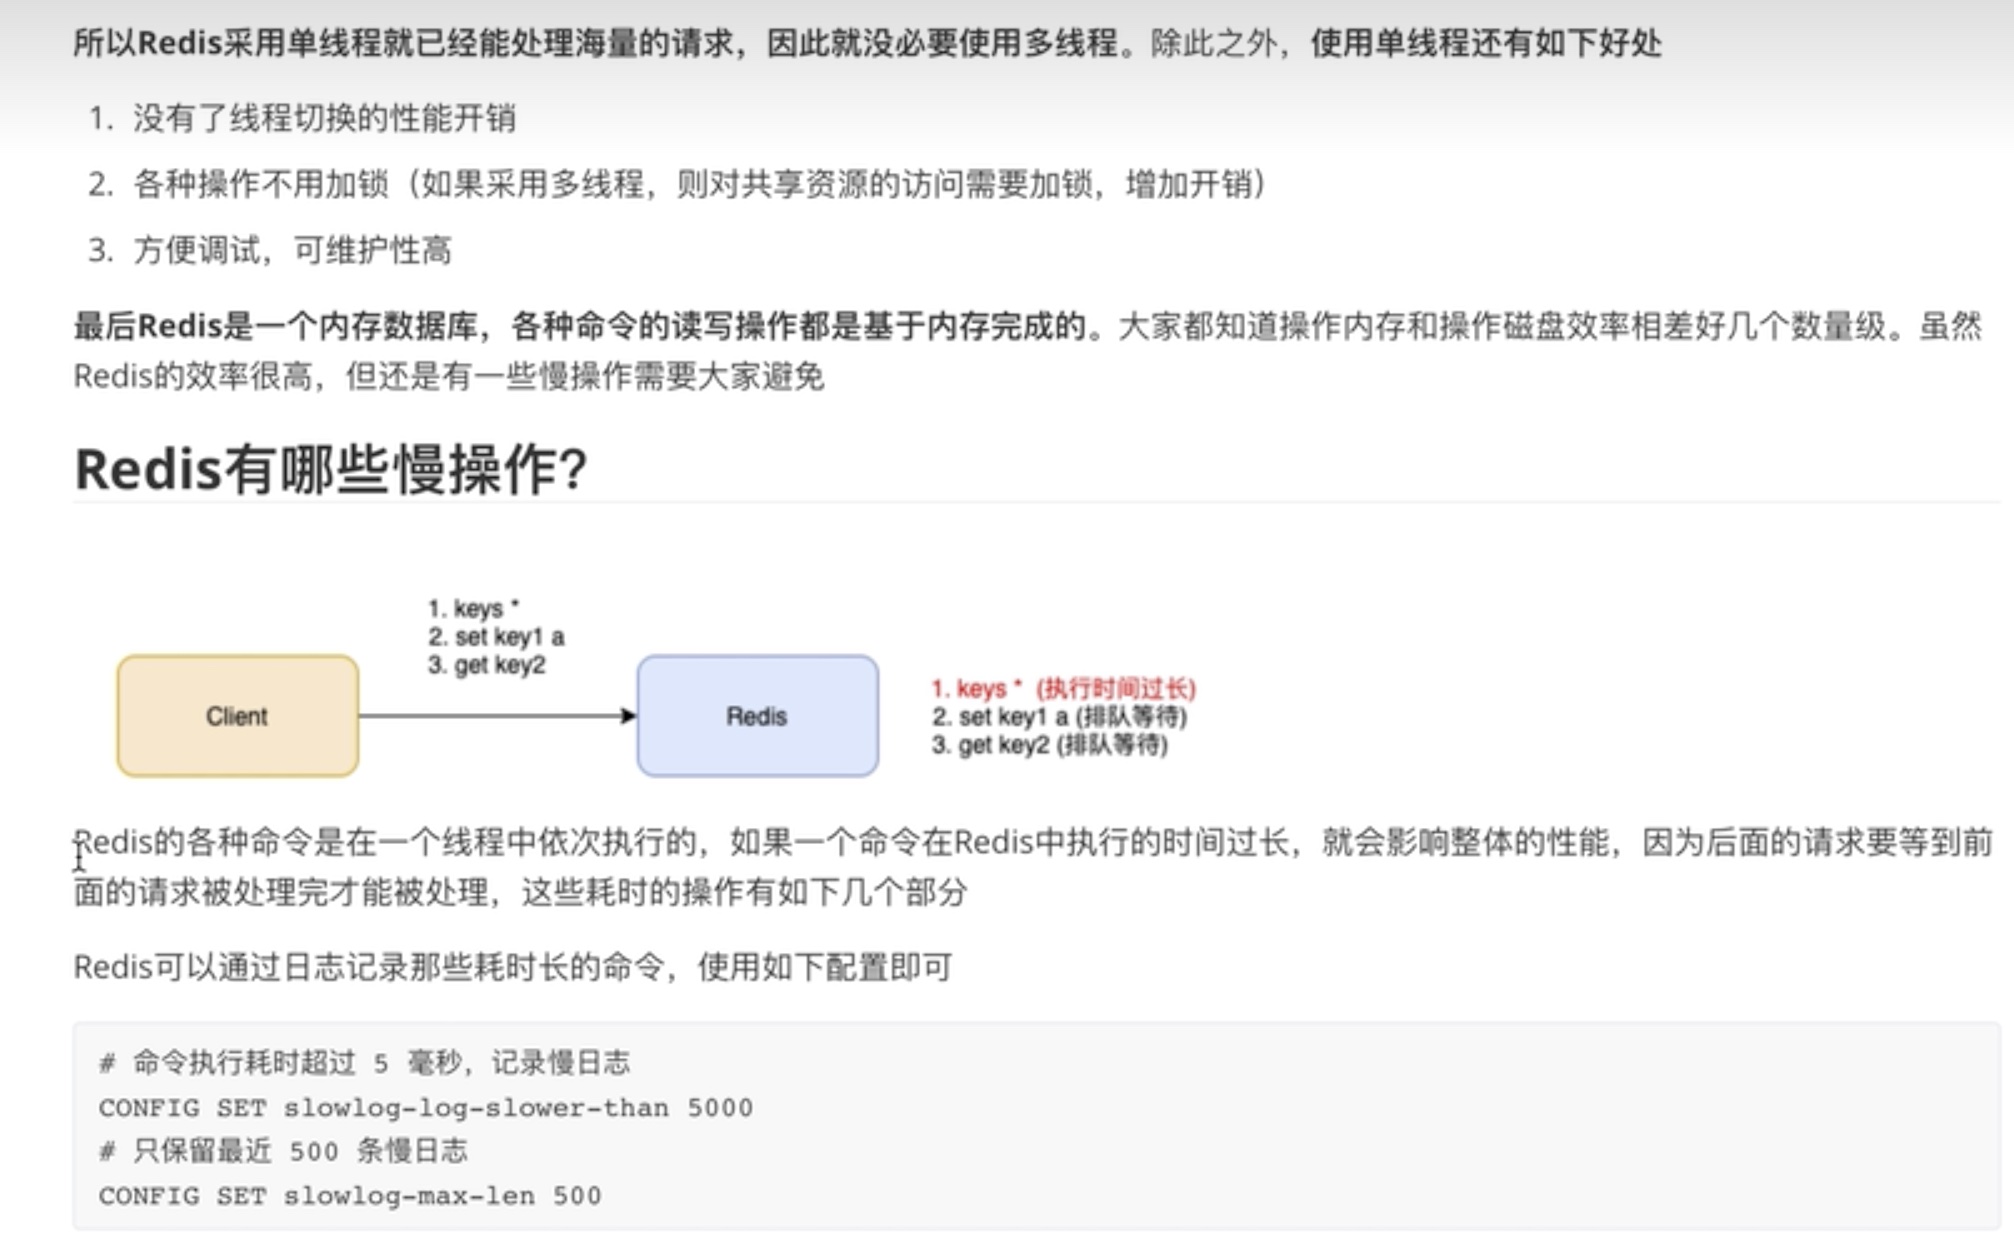 所以Redis采用单线程就已经能处理海量的请求，因此就没必要使用多线程。除此之外，使用单线程还有如下好处
1. 没有了线程切换的性能开销
2. 各种操作不用加锁（如果采用多线程，则对共享资源的访问需要加锁，增加开销）
3. 方便调试，可维护性高
最后Redis是一个内存数据库，各种命令的读写操作都是基于内存完成的。大家都知道操作内存和操作磁盘效率相差好几个数量级。虽然
Redis的效率很高，但还是有一些慢操作需要大家避免
Redis有哪些慢操作？
1. keys *
2. set key1 a
3. get key2
Client
Redis
1. keys * (执行时间过长)
2. set key1 a (排队等待)
3. get key2 (排队等待)
Redis的各种命令是在一个线程中依次执行的，如果一个命令在Redis中执行的时间过长，就会影响整体的性能，因为后面的请求要等到前
面的请求被处理完才能被处理，这些耗时的操作有如下几个部分
Redis可以通过日志记录那些耗时长的命令，使用如下配置即可
# 命令执行耗时超过 5 毫秒，记录慢日志
CONFIG SET slowlog-log-slower-than 5000
# 只保留最近 500 条慢日志
CONFIG SET slowlog-max-len 500